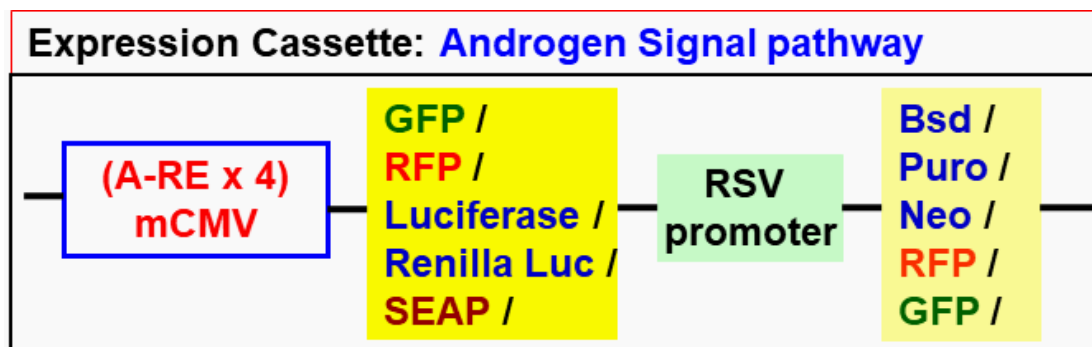 Expression Cassette: Androgen Signal pathway
(A-RE x 4)
mCMV
GFP /
RFP /
Luciferase /
Renilla Luc /
SEAP /
RSV
promoter
Bsd /
Puro /
Neo /
RFP /
GFP /